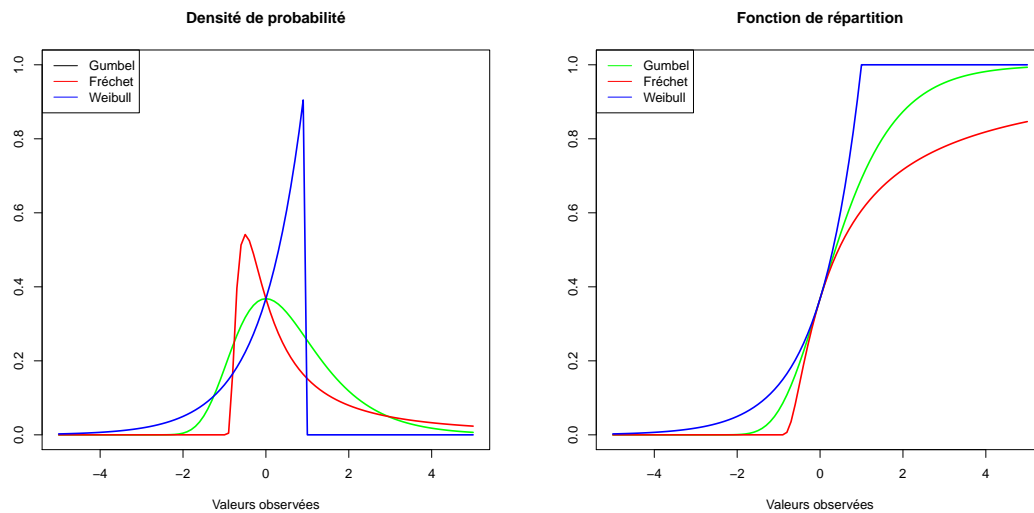 Densité de probabilité
Gumbel
Fréchet
Weibull
0.0
0.2
0.4
0.6
0.8
1.0
−4
−2
0
2
4
Valeurs observées
Fonction de répartition
Gumbel
Fréchet
Weibull
0.0
0.2
0.4
0.6
0.8
1.0
−4
−2
0
2
4
Valeurs observées